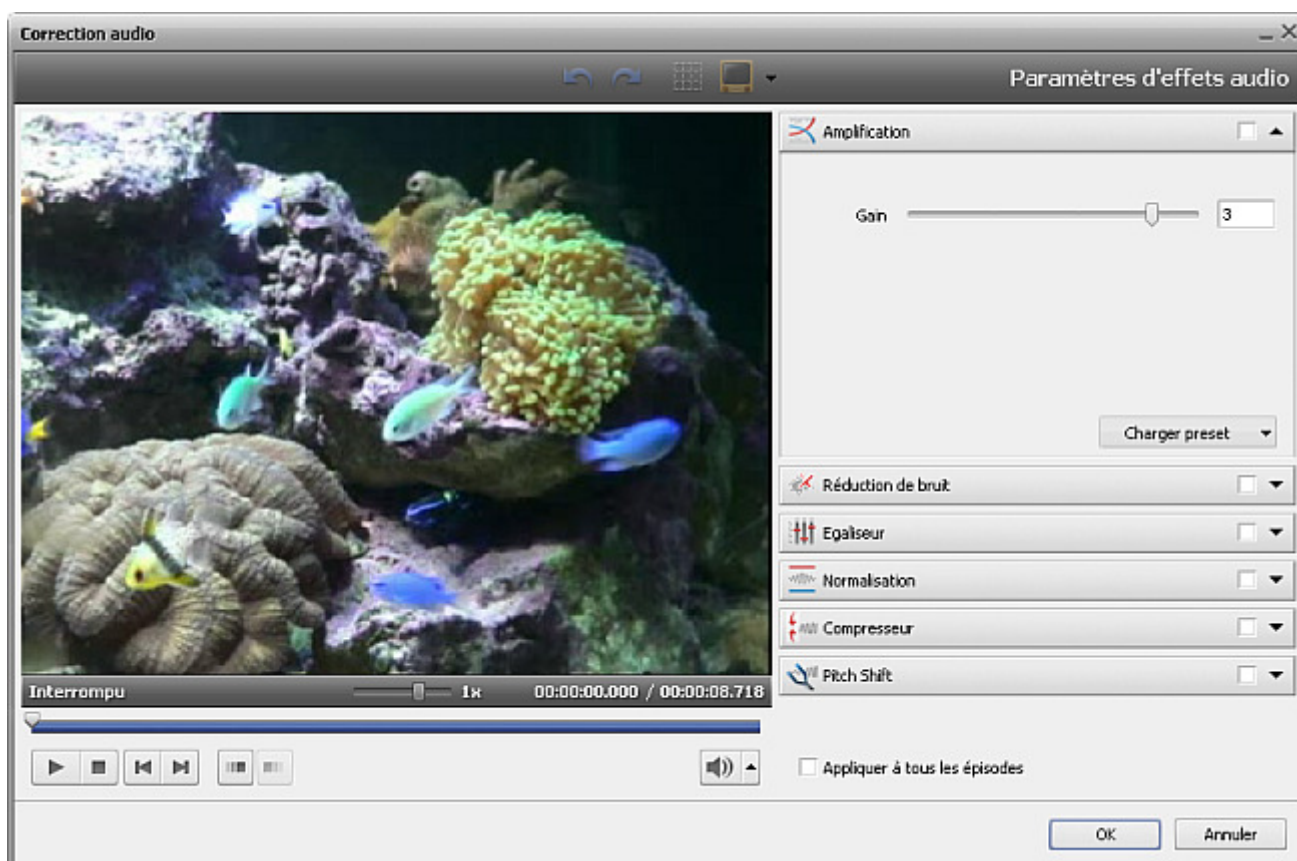 Correction audio
Paramètres d'effets audio
Amplification
Gain
3
Charger preset
Réduction de bruit
Egaliseur
Normalisation
Compresseur
Pitch Shift
Interrompu
1x
00:00:00.000 / 00:00:08.718
Appliquer à tous les épisodes
OK
Annuler